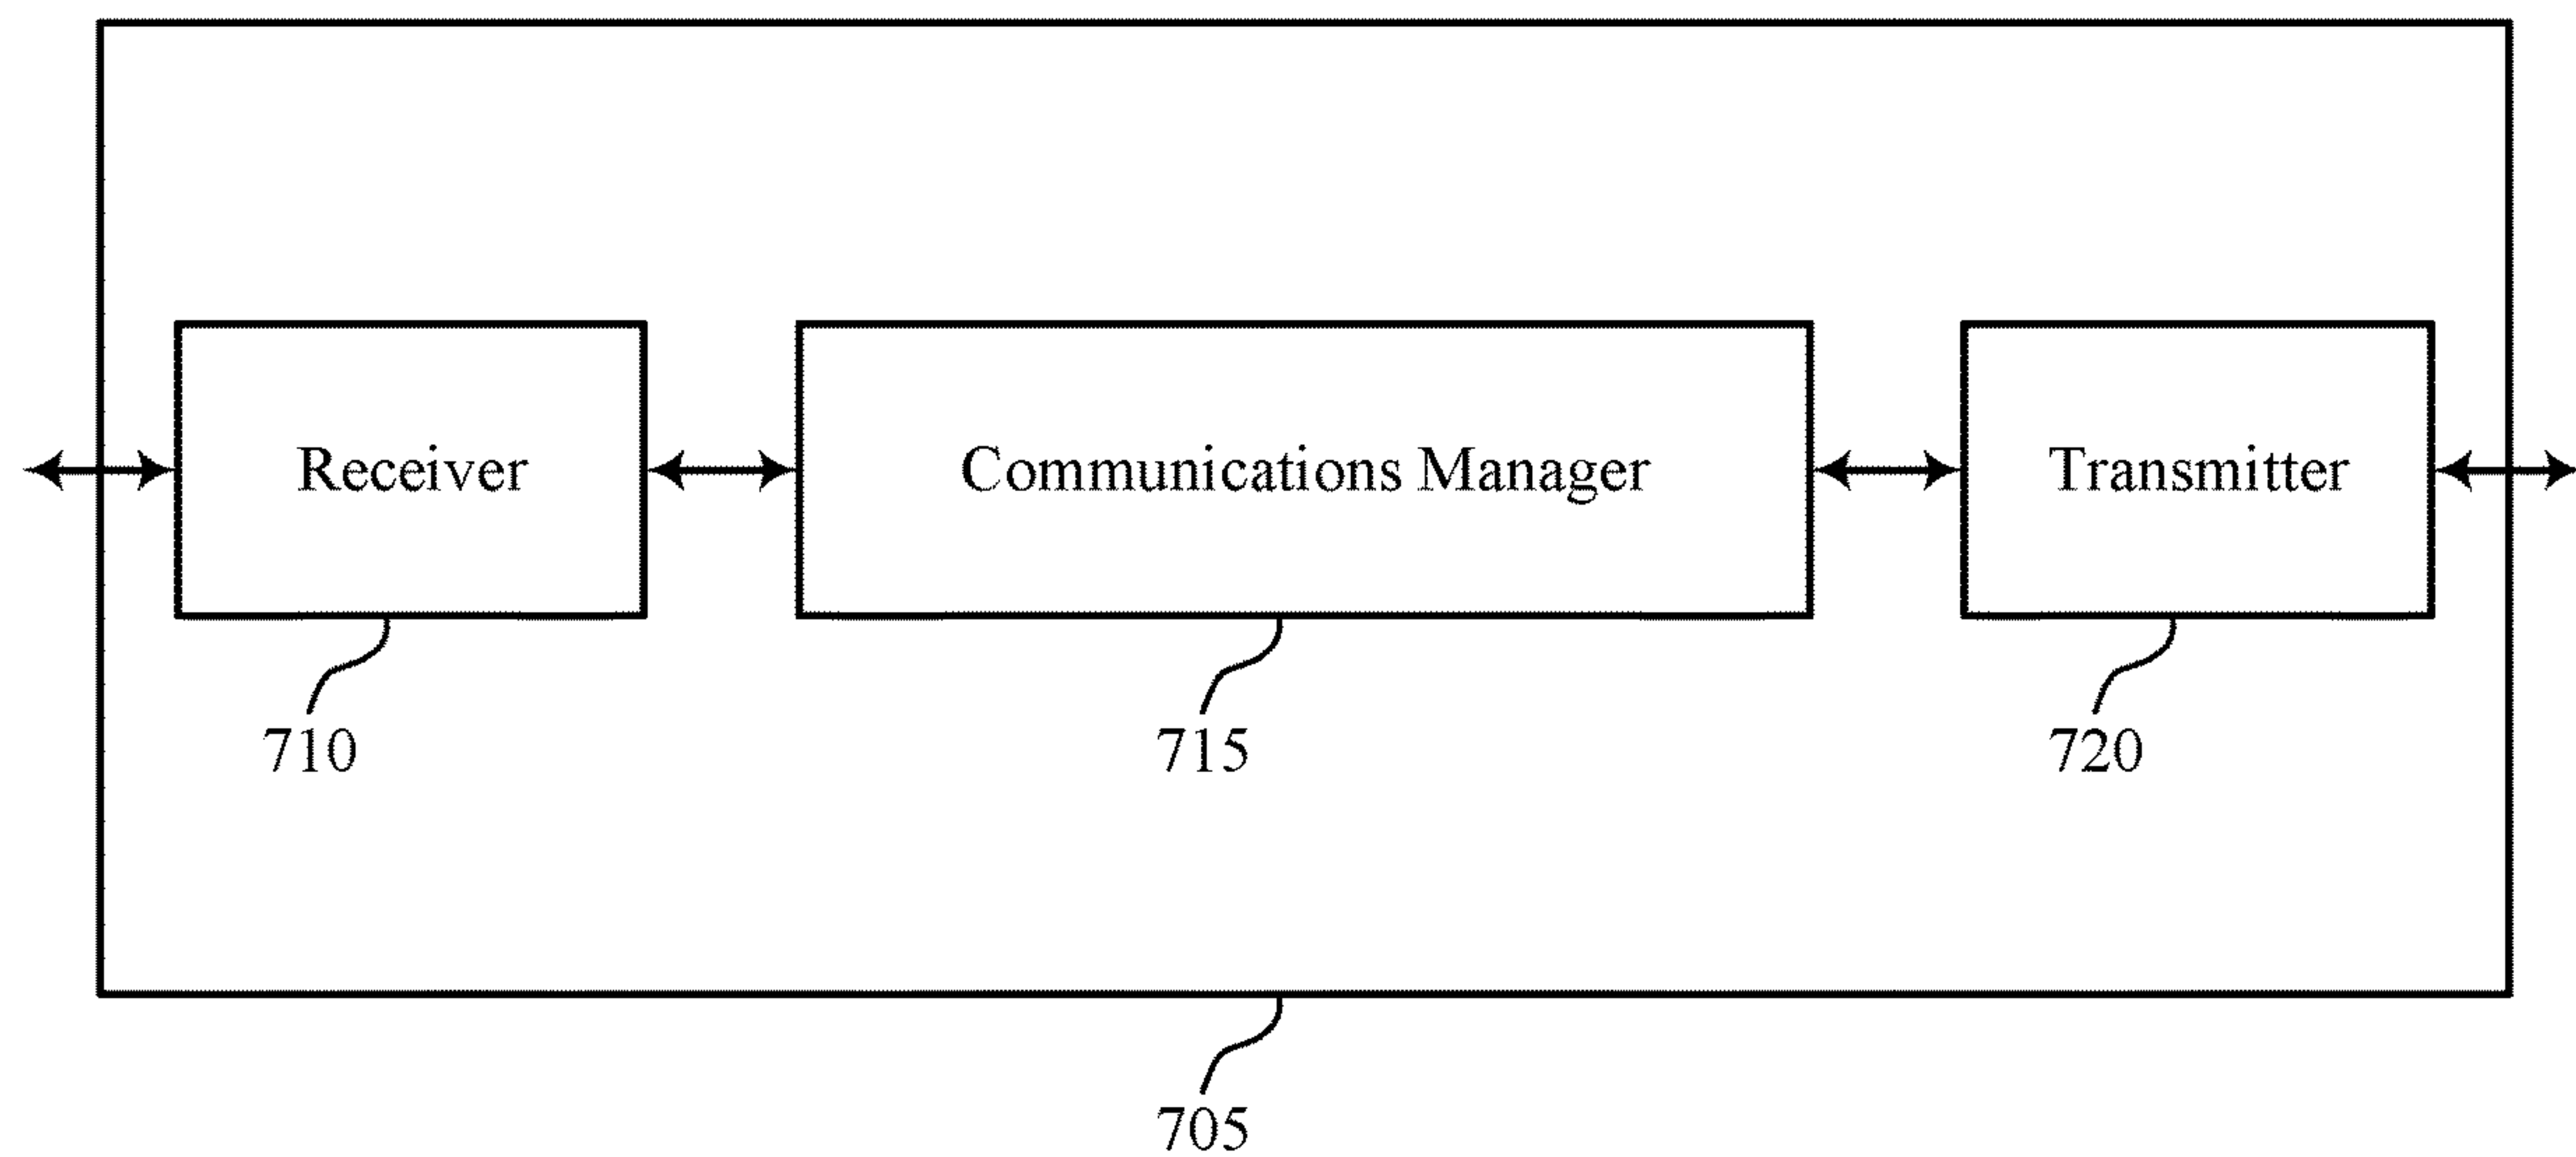 Receiver
Communications Manager
Transmitter
710
715
720
705